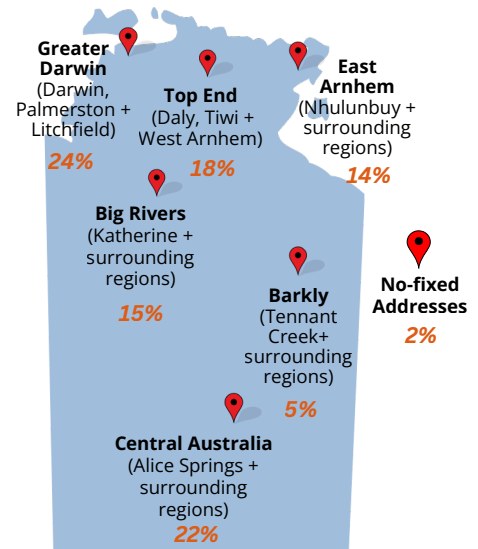 Greater
Darwin
(Darwin,
Palmerston +
Litchfield)
24%
Top End
(Daly, Tiwi +
West Arnhem)
18%
East
Arnhem
(Nhulunbuy +
surrounding
regions)
14%
Big Rivers
(Katherine +
surrounding
regions)
15%
Barkly
(Tennant
Creek+
surrounding
regions)
5%
No-fixed
Addresses
2%
Central Australia
(Alice Springs +
surrounding
regions)
22%